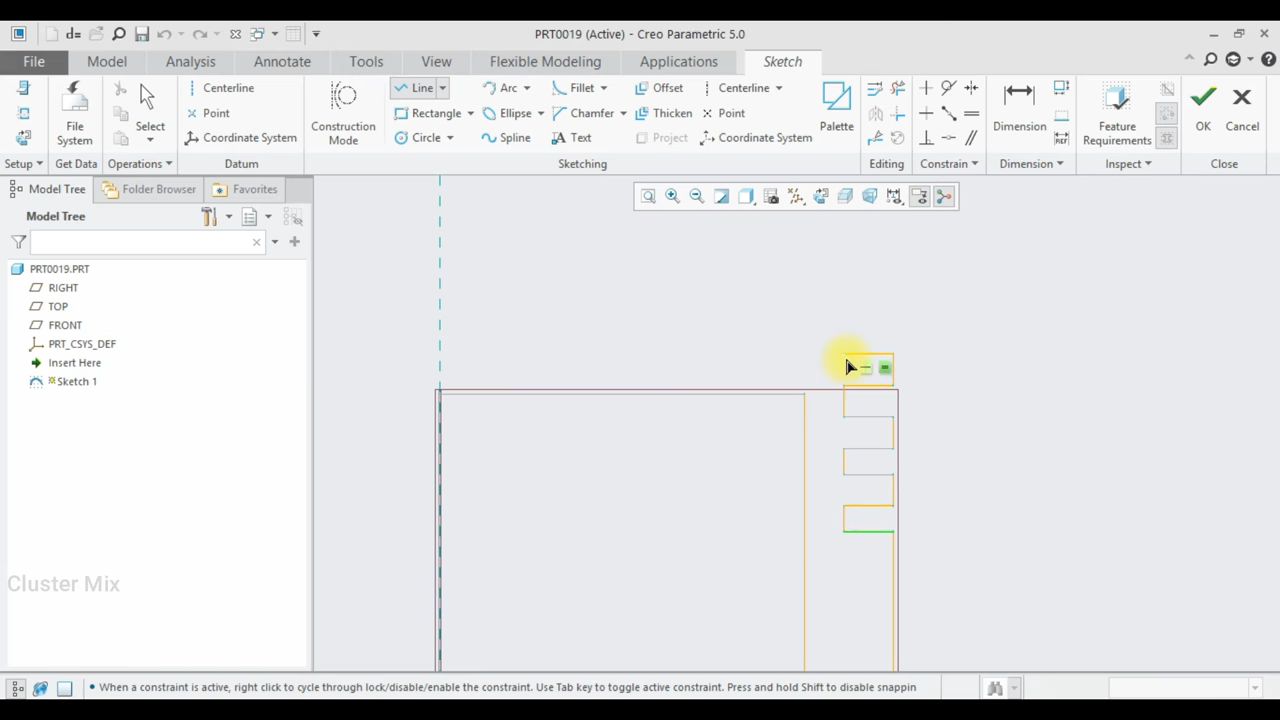 PRT0019 (Active) - Creo Parametric 5.0
File Model Analysis Annotate Tools View Flexible Modeling Applications Sketch
File System
Select
Centerline
Point
Coordinate System
Construction Mode
Line Arc Fillet Offset Centerline
Rectangle Ellipse Chamfer Thicken Point
Circle Spline Text Project Coordinate System
Palette
Dimension
Feature Requirements
OK
Cancel
Setup Get Data Operations Datum Sketching Editing Constrain Dimension Inspect Close
Model Tree Folder Browser Favorites
Model Tree
PRT0019.PRT
RIGHT
TOP
FRONT
PRT_CSYS_DEF
Insert Here
Sketch 1
Cluster Mix
• When a constraint is active, right click to cycle through lock/disable/enable the constraint. Use Tab key to toggle active constraint. Press and hold Shift to disable snappin